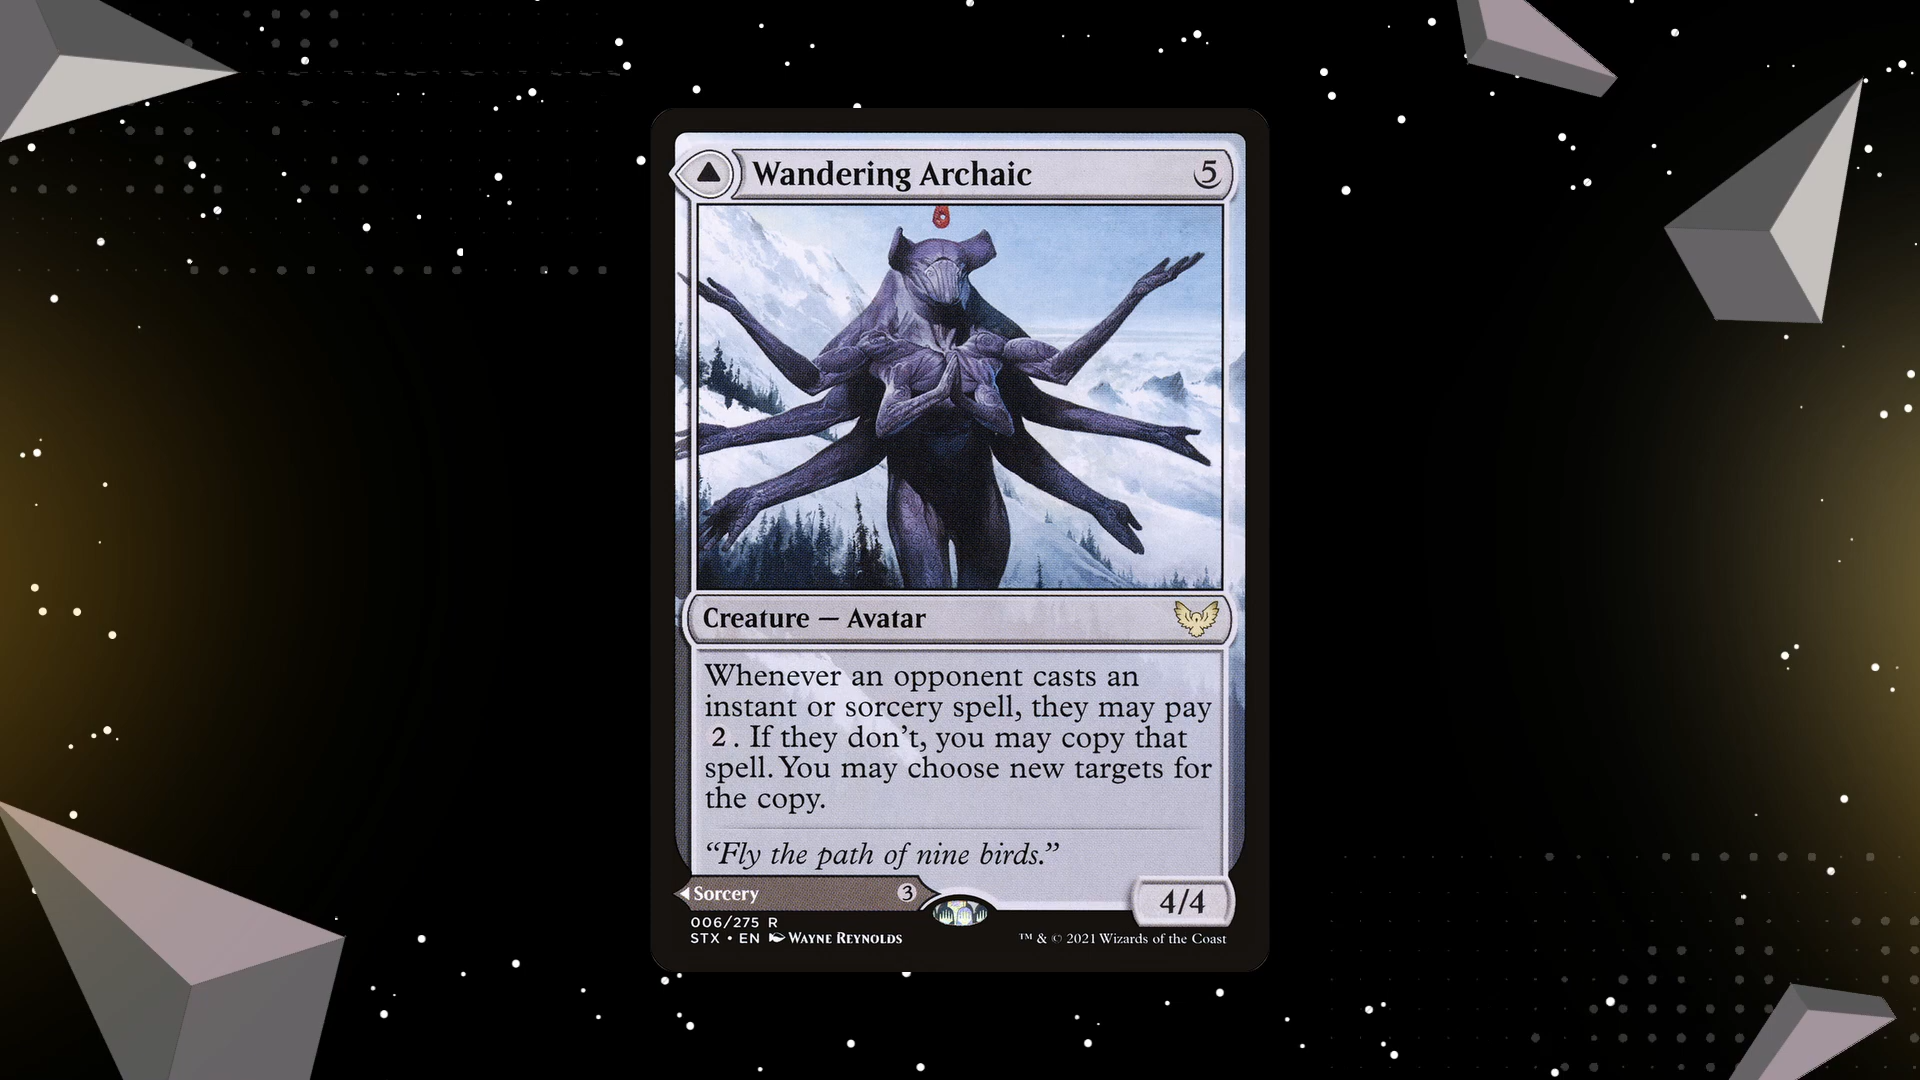 Wandering Archaic 5
Creature — Avatar
Whenever an opponent casts an
instant or sorcery spell, they may pay
2. If they don’t, you may copy that
spell. You may choose new targets for
the copy.
“Fly the path of nine birds.”
Sorcery 3
4/4
006/275 R
STX • EN Wayne Reynolds
™ & © 2021 Wizards of the Coast